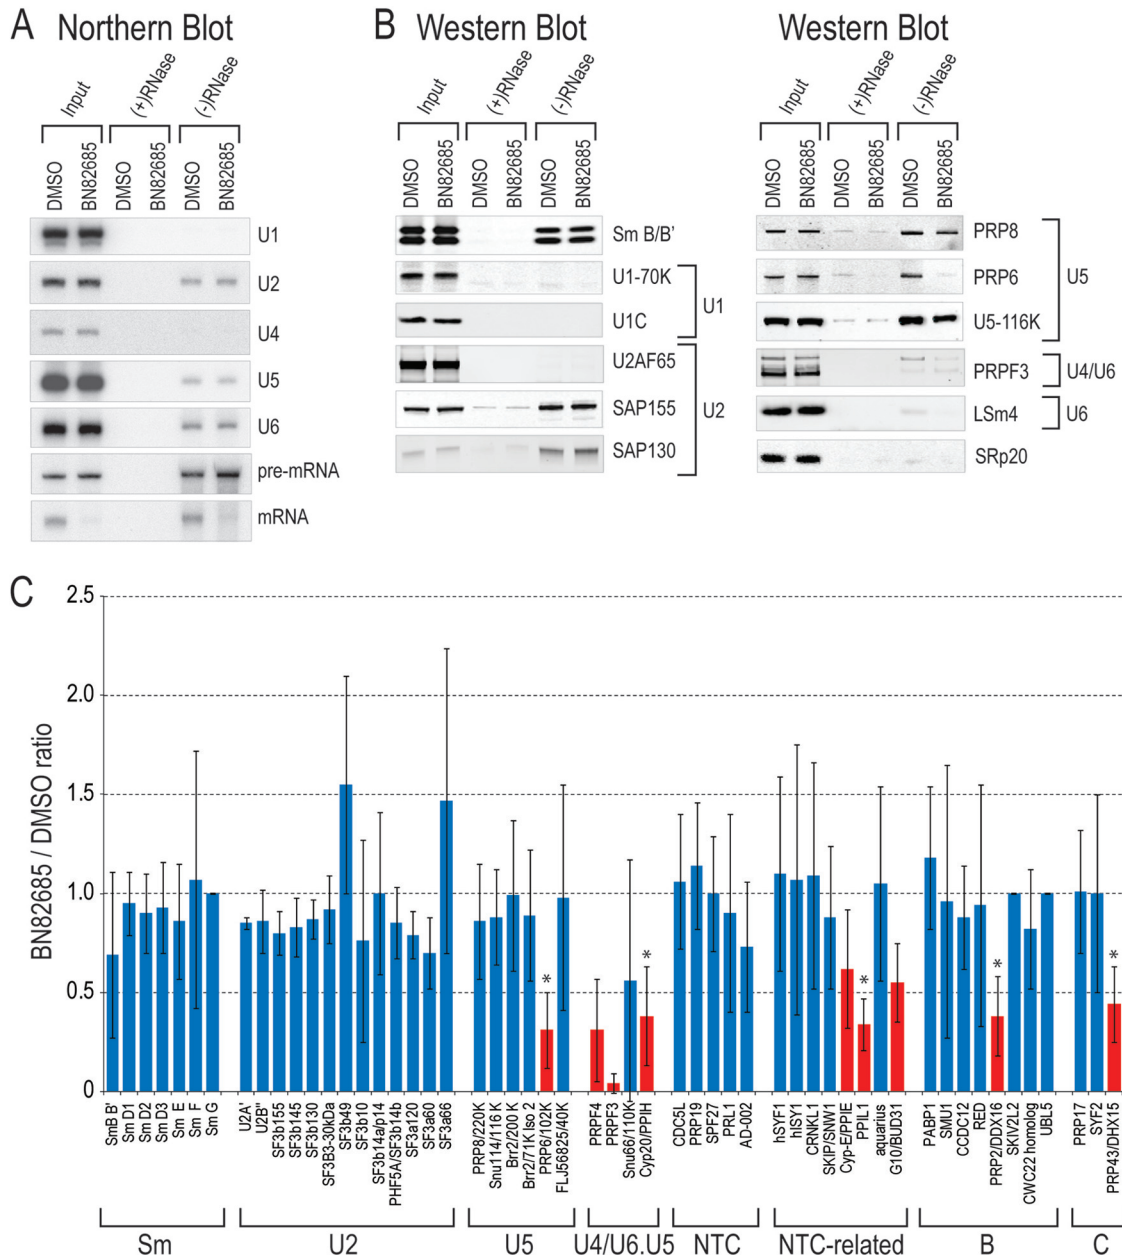 A Northern Blot
Input (+)RNase (-)RNase
DMSO BN82685 DMSO BN82685 DMSO BN82685
U1
U2
U4
U5
U6
pre-mRNA
mRNA
B Western Blot
Input (+)RNase (-)RNase
DMSO BN82685 DMSO BN82685 DMSO BN82685
Sm B/B'
U1-70K
U1C
U1
U2AF65
SAP155
SAP130
U2
Western Blot
Input (+)RNase (-)RNase
DMSO BN82685 DMSO BN82685 DMSO BN82685
PRP8
PRP6
U5-116K
U5
PRPF3
U4/U6
LSm4
U6
SRp20
C
BN82685 / DMSO ratio
2.5
2.0
1.5
1.0
0.5
0
* * * * *
SmB B'
Sm D1
Sm D2
Sm D3
Sm E
Sm F
Sm G
U2A'
U2B"
SF3b155
SF3b145
SF3b130
SF3B3-30kDa
SF3b49
SF3b10
SF3b14a/p14
PHF5A/SF3b14b
SF3a120
SF3a60
SF3a66
PRP8/220K
Snu114/116 K
Brr2/200 K
Brr2/71K Iso 2
PRP6/102K
FLJ56825/40K
PRPF4
PRPF3
Snu66/110K
Cyp20/PPIH
CDC5L
PRP19
SPF27
PRL1
AD-002
hSYF1
hISY1
CRNKL1
SKIP/SNW1
Cyp-E/PPIE
PPIL1
aquarius
G10/BUD31
PABP1
SMU1
CCDC12
RED
PRP2/DDX16
SKIV2L2
CWC22 homolog
UBL5
PRP17
SYF2
PRP43/DHX15
Sm U2 U5 U4/U6.U5 NTC NTC-related B C